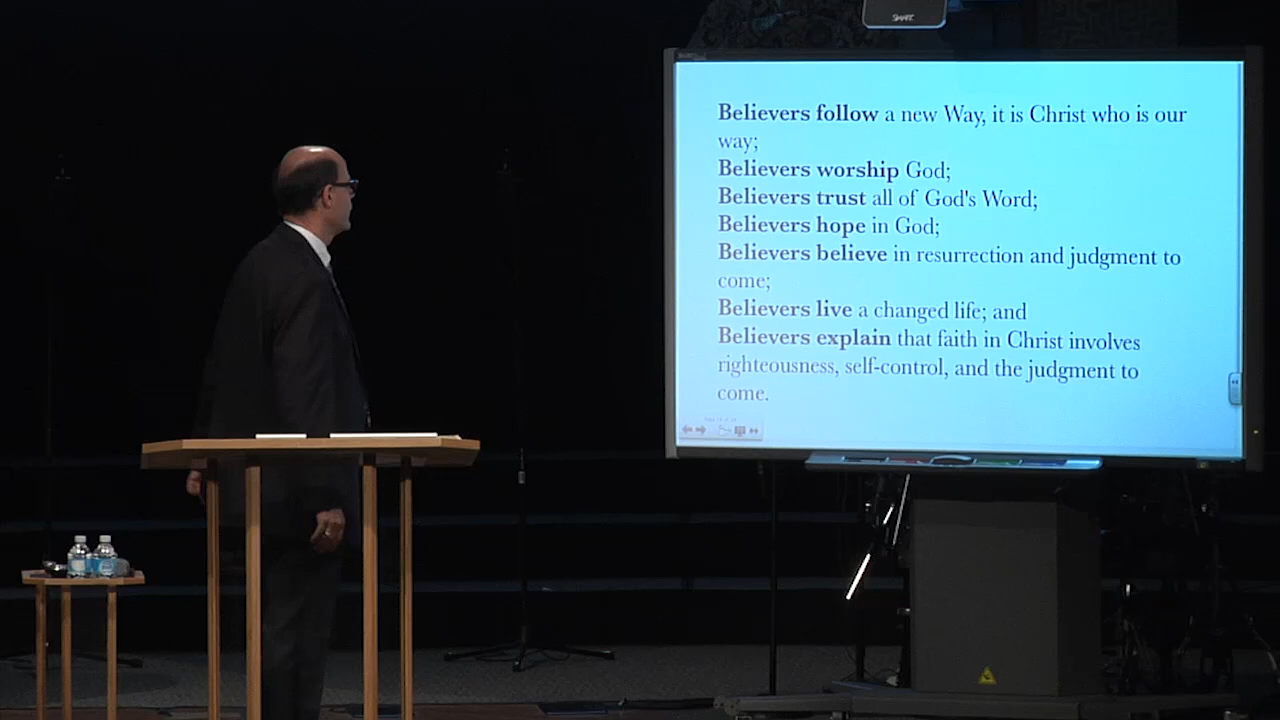 SMART
Believers follow a new Way, it is Christ who is our
way;
Believers worship God;
Believers trust all of God's Word;
Believers hope in God;
Believers believe in resurrection and judgment to
come;
Believers live a changed life; and
Believers explain that faith in Christ involves
righteousness, self-control, and the judgment to
come.